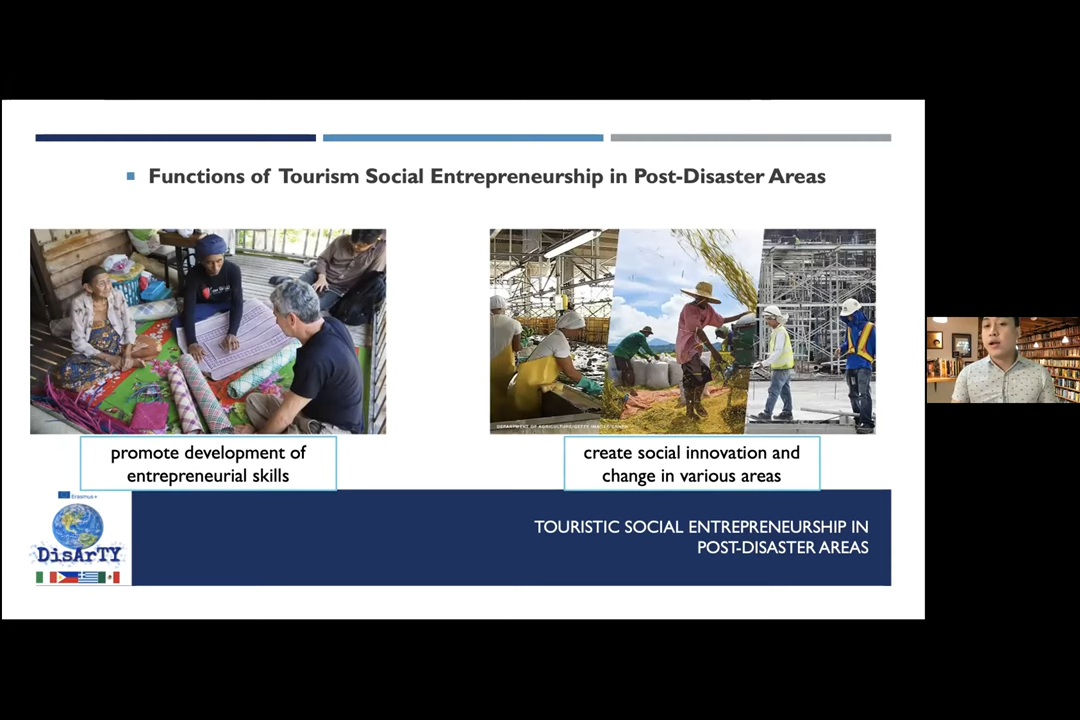 Functions of Tourism Social Entrepreneurship in Post-Disaster Areas
promote development of
entrepreneurial skills
create social innovation and
change in various areas
Erasmus+
DisArTY
TOURISTIC SOCIAL ENTREPRENEURSHIP IN
POST-DISASTER AREAS